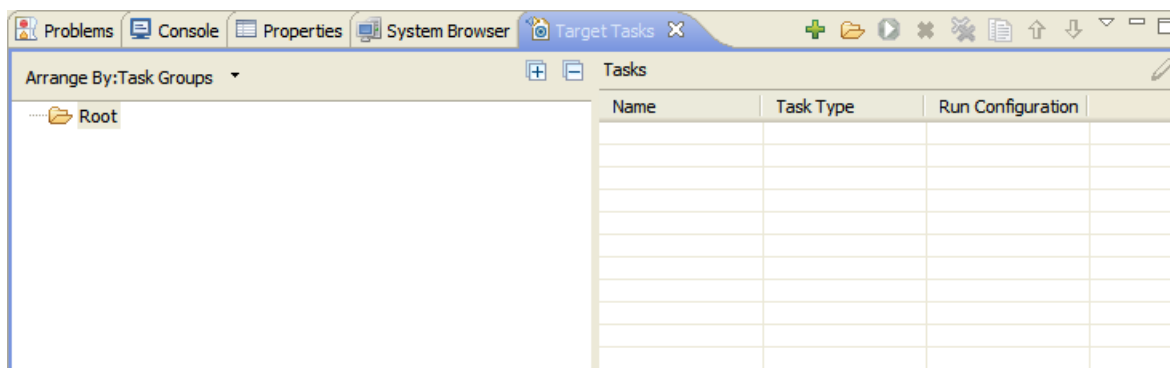 Problems Console Properties System Browser Target Tasks
Arrange By:Task Groups
Tasks
Root
Name Task Type Run Configuration